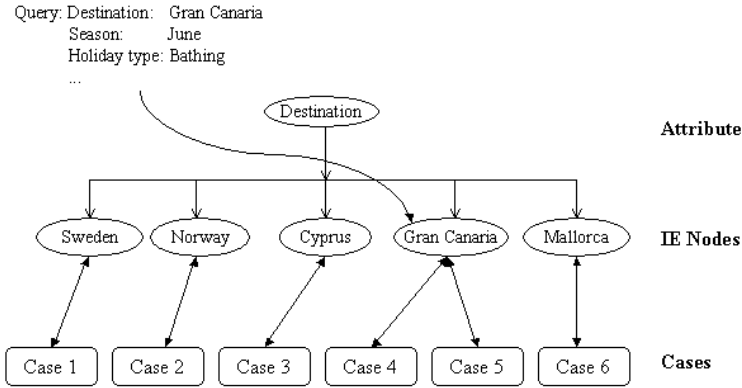 Query: Destination: Gran Canaria
Season: June
Holiday type: Bathing
...
Destination
Attribute
Sweden Norway Cyprus Gran Canaria Mallorca
IE Nodes
Case 1 Case 2 Case 3 Case 4 Case 5 Case 6
Cases